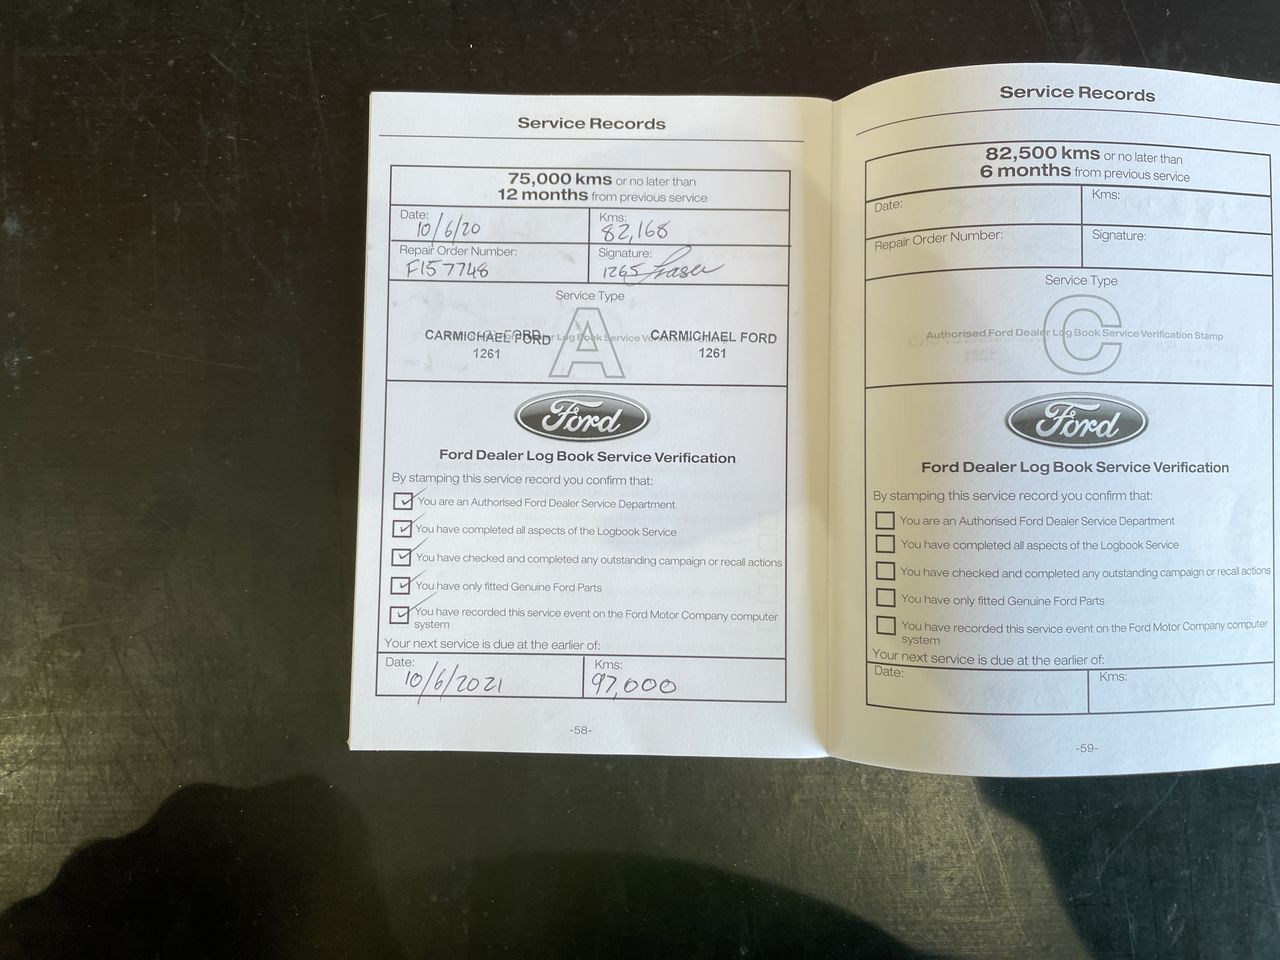 Service Records
75,000 kms or no later than
12 months from previous service
Date:
10/6/20
Kms:
82,168
Repair Order Number:
F157748
Signature:
1265 Fraser
Service Type
A
CARMICHAEL FORD
1261
CARMICHAEL FORD
1261
Ford
Ford Dealer Log Book Service Verification
By stamping this service record you confirm that:
You are an Authorised Ford Dealer Service Department
You have completed all aspects of the Logbook Service
You have checked and completed any outstanding campaign or recall actions
You have only fitted Genuine Ford Parts
You have recorded this service event on the Ford Motor Company computer
system
Your next service is due at the earlier of:
Date:
10/6/2021
Kms:
97,000
-58-
Service Records
82,500 kms or no later than
6 months from previous service
Date:
Kms:
Repair Order Number:
Signature:
Service Type
C
Authorised Ford Dealer Log Book Service Verification Stamp
Ford
Ford Dealer Log Book Service Verification
By stamping this service record you confirm that:
You are an Authorised Ford Dealer Service Department
You have completed all aspects of the Logbook Service
You have checked and completed any outstanding campaign or recall actions
You have only fitted Genuine Ford Parts
You have recorded this service event on the Ford Motor Company computer
system
Your next service is due at the earlier of:
Date:
Kms:
-59-